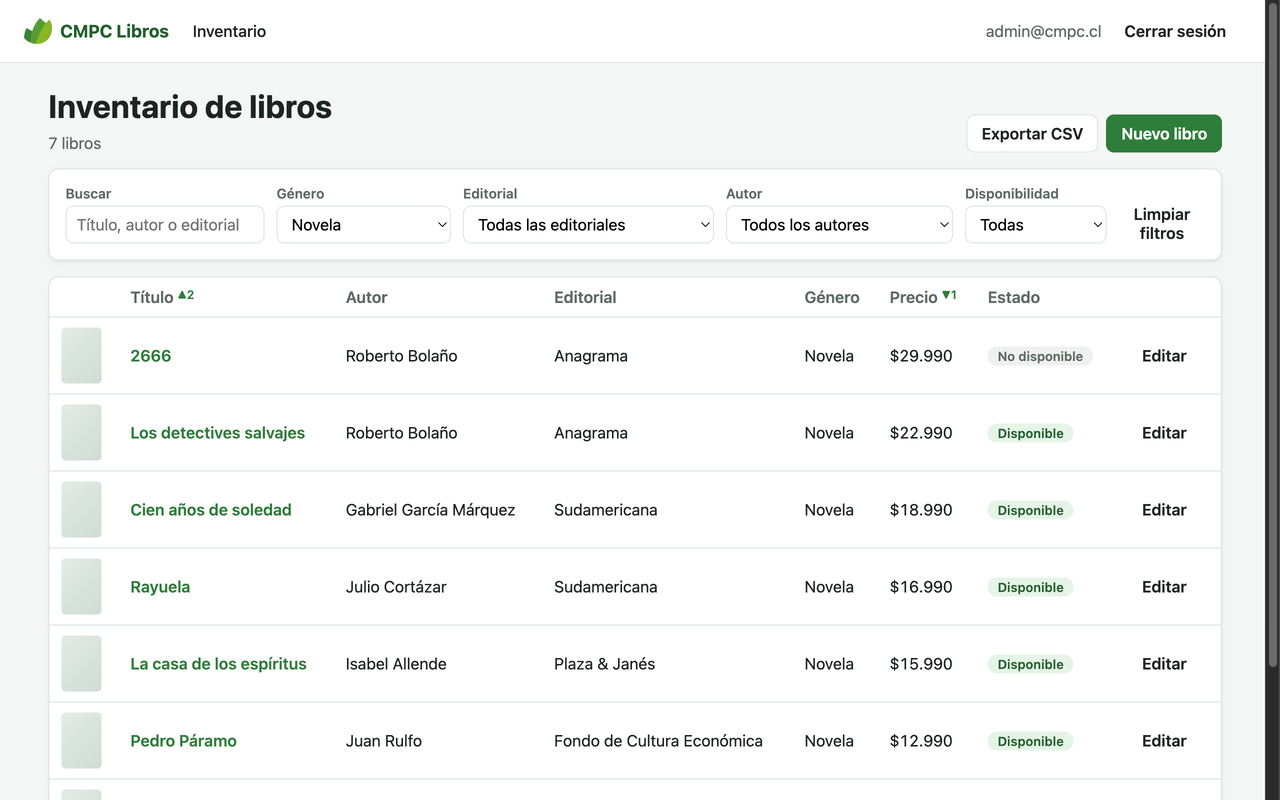 CMPC Libros Inventario admin@cmpc.cl Cerrar sesión
Inventario de libros
7 libros
Exportar CSV Nuevo libro
Buscar Género Editorial Autor Disponibilidad
Título, autor o editorial Novela Todas las editoriales Todos los autores Todas Limpiar filtros
Título ▲2 Autor Editorial Género Precio ▼1 Estado
2666 Roberto Bolaño Anagrama Novela $29.990 No disponible Editar
Los detectives salvajes Roberto Bolaño Anagrama Novela $22.990 Disponible Editar
Cien años de soledad Gabriel García Márquez Sudamericana Novela $18.990 Disponible Editar
Rayuela Julio Cortázar Sudamericana Novela $16.990 Disponible Editar
La casa de los espíritus Isabel Allende Plaza & Janés Novela $15.990 Disponible Editar
Pedro Páramo Juan Rulfo Fondo de Cultura Económica Novela $12.990 Disponible Editar